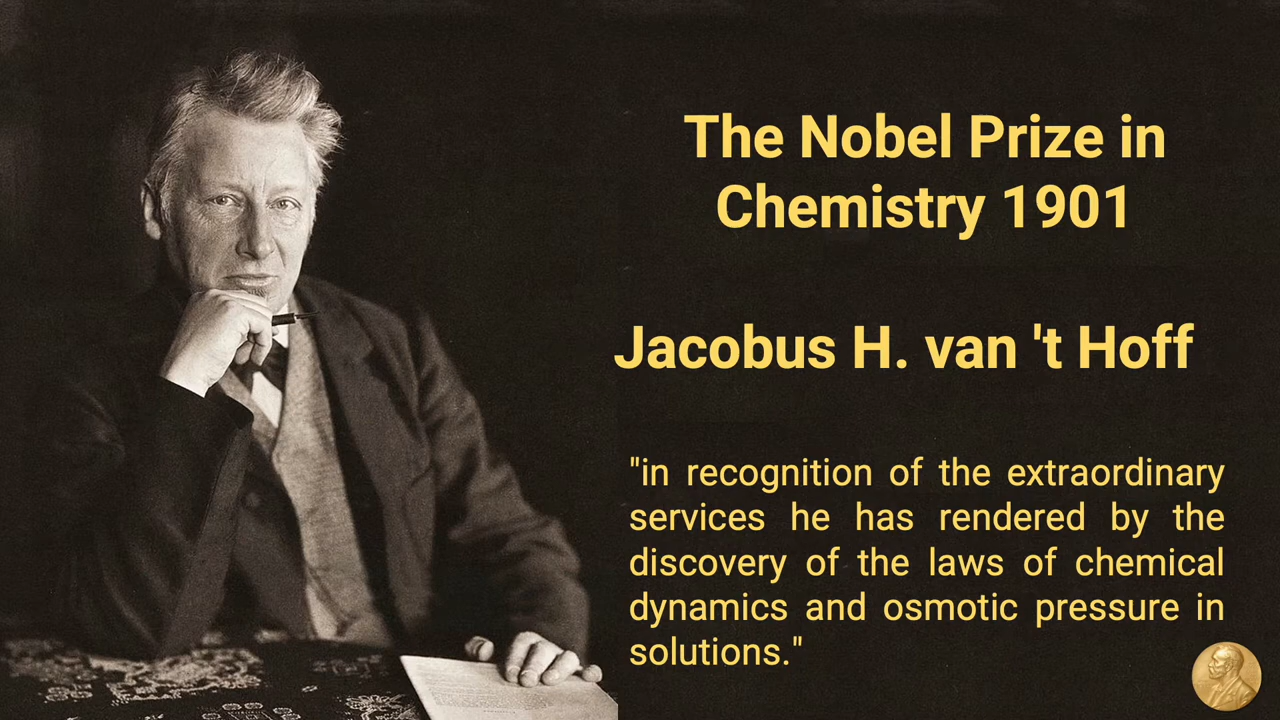 The Nobel Prize in
Chemistry 1901
Jacobus H. van 't Hoff
"in recognition of the extraordinary
services he has rendered by the
discovery of the laws of chemical
dynamics and osmotic pressure in
solutions."